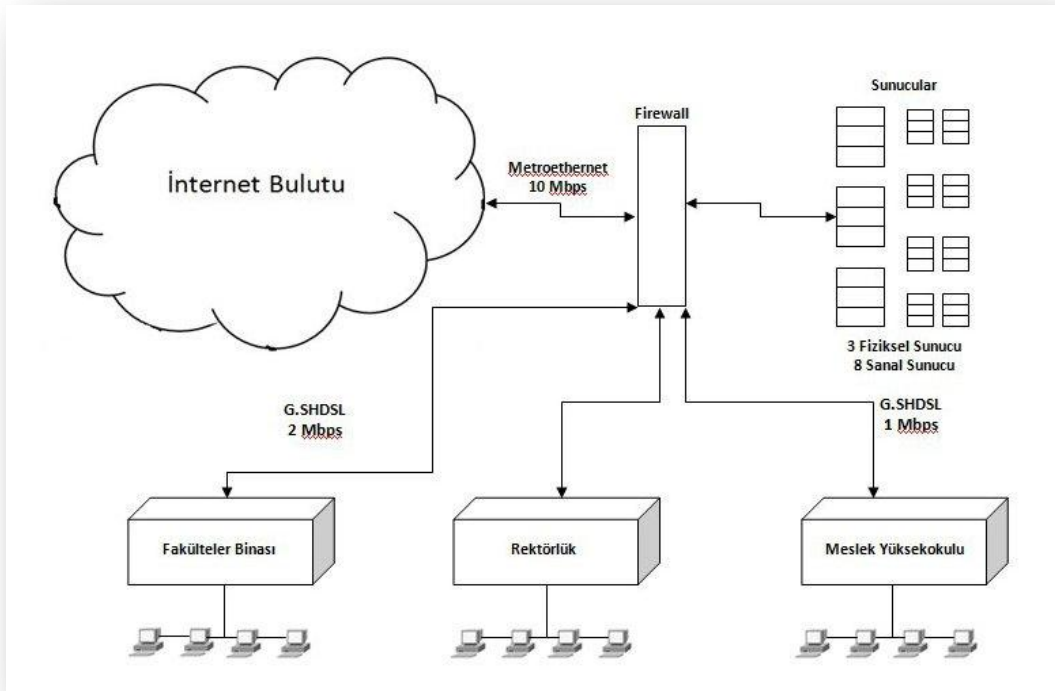 Sunucular
Firewall
Metroethernet
10 Mbps
İnternet Bulutu
3 Fiziksel Sunucu
8 Sanal Sunucu
G.SHDSL
2 Mbps
G.SHDSL
1 Mbps
Fakülteler Binası
Rektörlük
Meslek Yüksekokulu